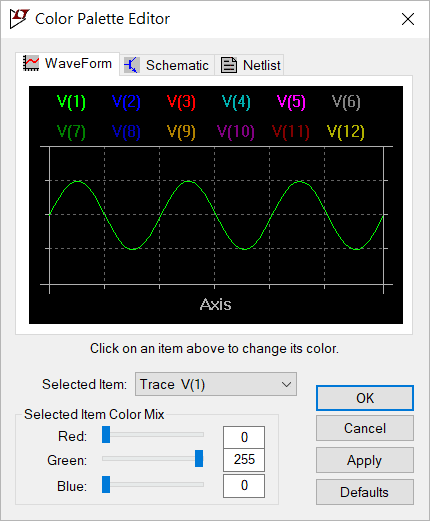 Color Palette Editor
WaveForm Schematic Netlist
V(1) V(2) V(3) V(4) V(5) V(6)
V(7) V(8) V(9) V(10) V(11) V(12)
Axis
Click on an item above to change its color.
Selected Item: Trace V(1)
OK
Selected Item Color Mix
Cancel
Red: 0
Green: 255
Apply
Blue: 0
Defaults